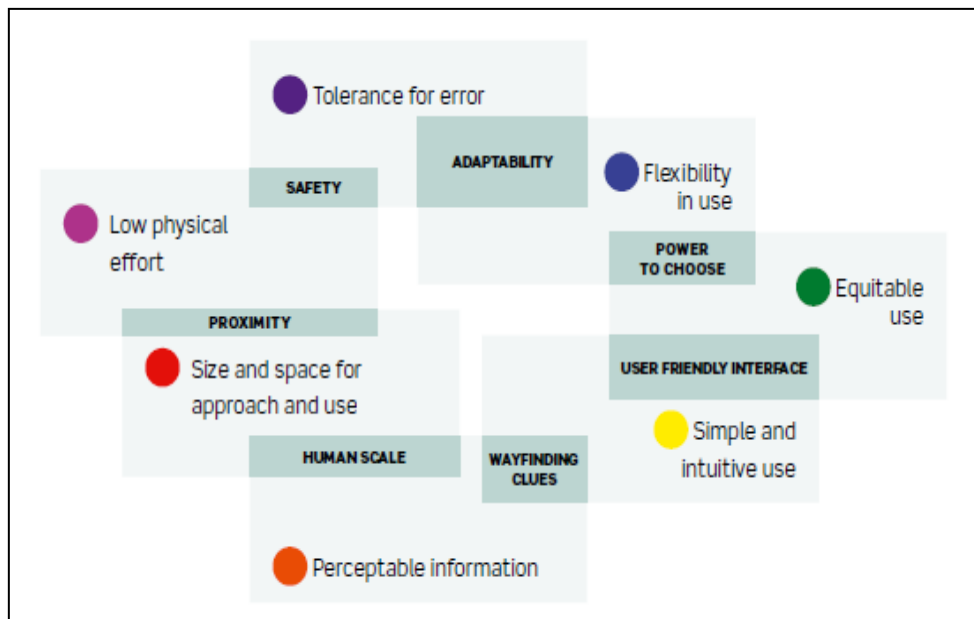 Tolerance for error
ADAPTABILITY
SAFETY
Flexibility
in use
Low physical
effort
POWER
TO CHOOSE
Equitable
use
PROXIMITY
Size and space for
approach and use
USER FRIENDLY INTERFACE
Simple and
intuitive use
HUMAN SCALE
WAYFINDING
CLUES
Perceptable information